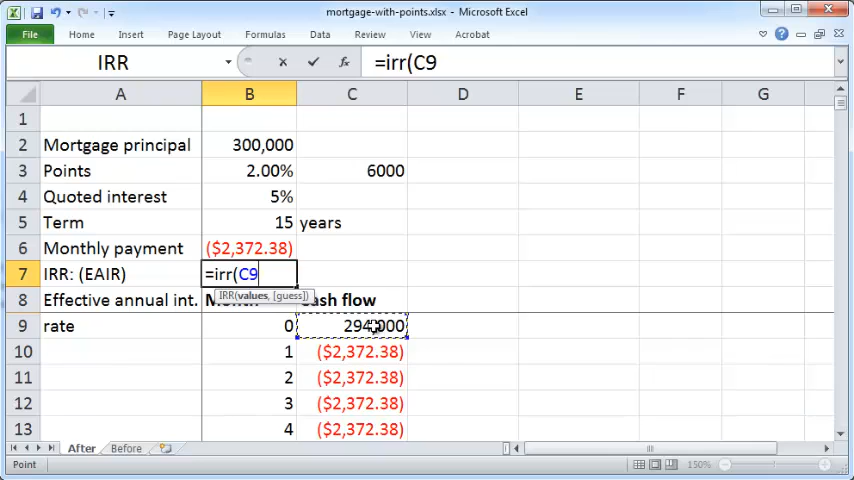 mortgage-with-points.xlsx - Microsoft Excel
File Home Insert Page Layout Formulas Data Review View Acrobat
IRR =irr(C9
A B C D E F G
1
2 Mortgage principal 300,000
3 Points 2.00% 6000
4 Quoted interest 5%
5 Term 15 years
6 Monthly payment ($2,372.38)
7 IRR: (EAIR) =irr(C9
IRR(values, [guess])
8 Effective annual int. Month Cash flow
9 rate 0 294,000
10 1 ($2,372.38)
11 2 ($2,372.38)
12 3 ($2,372.38)
13 4 ($2,372.38)
After Before
Point 150%